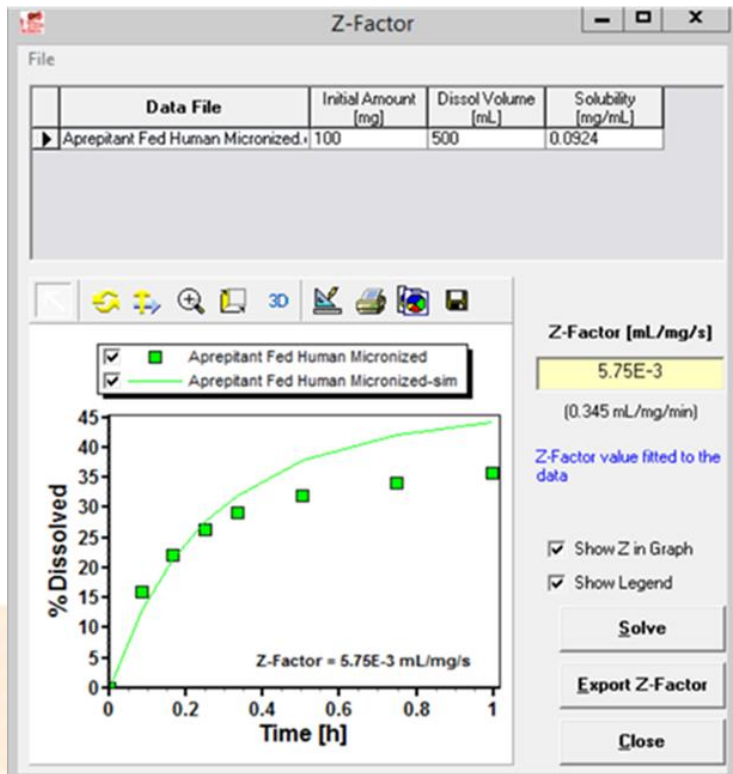 Z-Factor
File
Data File Initial Amount [mg] Dissol Volume [mL] Solubility [mg/mL]
Aprepitant Fed Human Micronized. 100 500 0.0924
3D
Aprepitant Fed Human Micronized
Aprepitant Fed Human Micronized-sim
%Dissolved
45
40
35
30
25
20
15
10
5
0
0 0.2 0.4 0.6 0.8 1
Time [h]
Z-Factor = 5.75E-3 mL/mg/s
Z-Factor [mL/mg/s]
5.75E-3
(0.345 mL/mg/min)
Z-Factor value fitted to the
data
Show Z in Graph
Show Legend
Solve
Export Z-Factor
Close